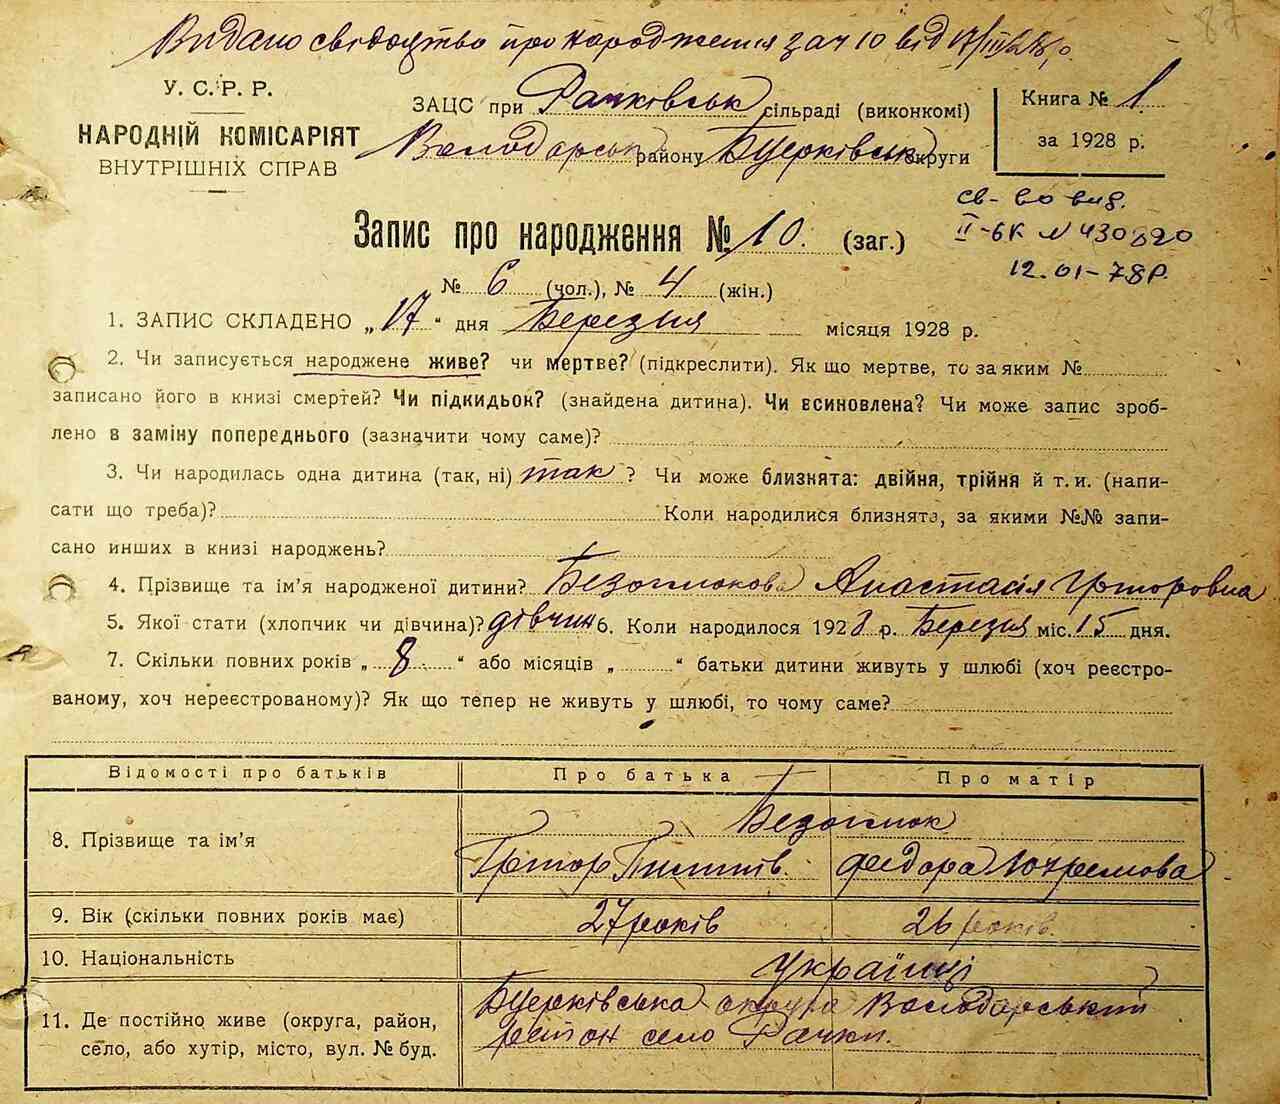 87
Видано свідоцтво про народження за ч 10 від 17/III 28 р.
У. С. Р. Р.
НАРОДНІЙ КОМІСАРІЯТ
ВНУТРІШНІХ СПРАВ
ЗАЦС при Рачківськ сільраді (виконкомі)
Володарськ району Бцерківськ округи
Книга № 1
за 1928 р.
св-во вид.
II-БК N 430820
12.01-78р.
Запис про народження № 10. (заг.)
№ 6 (чол.), № 4 (жін.)
1. ЗАПИС СКЛАДЕНО „17" дня Березня місяця 1928 р.
2. Чи записується народжене живе? чи мертве? (підкреслити). Як що мертве, то за яким №
записано його в книзі смертей? Чи підкидьок? (знайдена дитина). Чи всиновлена? Чи може запис зроб-
лено в заміну попереднього (зазначити чому саме)?
3. Чи народилась одна дитина (так, ні) так ? Чи може близнята: двійня, трійня й т. и. (напи-
сати що треба)? Коли народилися близнята, за якими №№ запи-
сано инших в книзі народжень?
4. Прізвище та ім'я народженої дитини? Анастасія
5. Якої стати (хлопчик чи дівчина)? дівчин 6. Коли народилося 1928 р. Березня міс. 15 дня.
7. Скільки повних років „8" або місяців „ " батьки дитини живуть у шлюбі (хоч реєстро-
ваному, хоч нереєстрованому)? Як що тепер не живуть у шлюбі, то чому саме?
Відомості про батьків Про батька Про матір
8. Прізвище та ім'я
Федора
9. Вік (скільки повних років має) 27 років 26 років.
10. Національність українці
11. Де постійно живе (округа, район,
село, або хутір, місто, вул. № буд.
Бцерківська округа Володарський
район село Рачки.